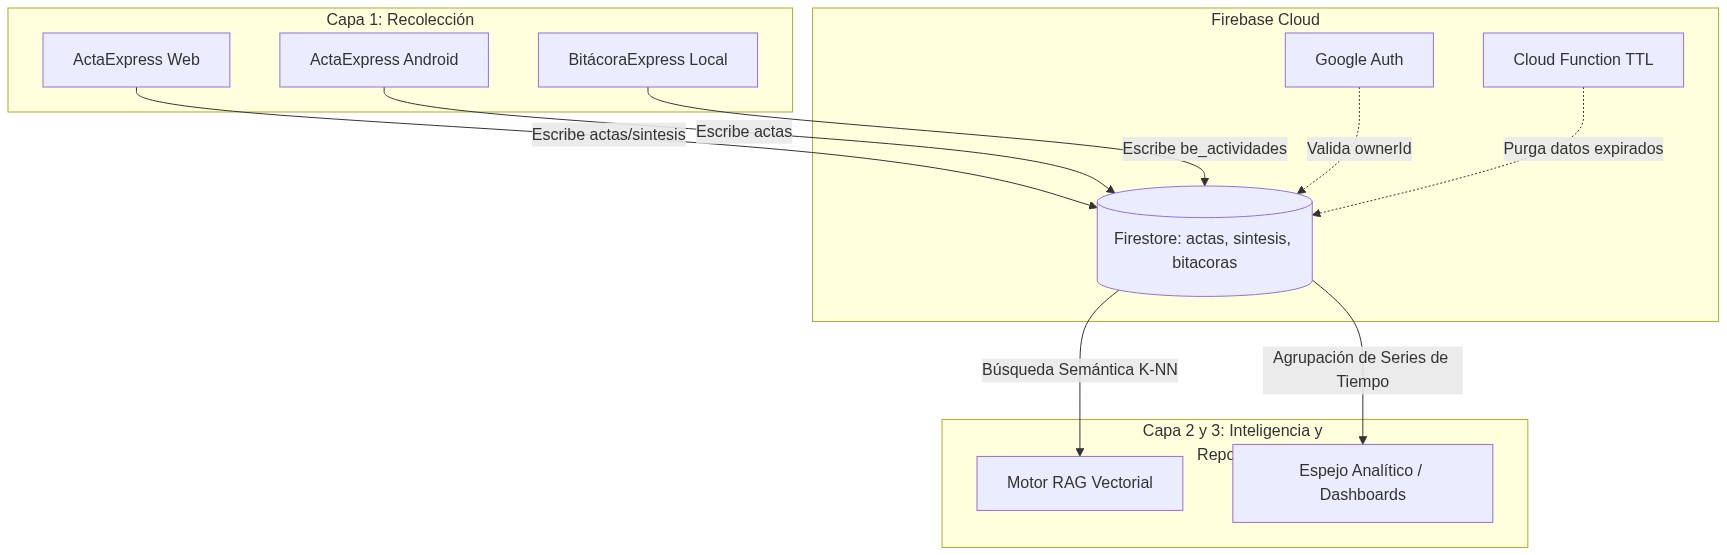 Capa 1: Recolección
ActaExpress Web
ActaExpress Android
BitácoraExpress Local
Firebase Cloud
Google Auth
Cloud Function TTL
Escribe actas/sintesis
Escribe actas
Escribe be_actividades
Valida ownerId
Purga datos expirados
Firestore: actas, sintesis,
bitacoras
Búsqueda Semántica K-NN
Agrupación de Series de
Tiempo
Capa 2 y 3: Inteligencia y
Motor RAG Vectorial
Espejo Analítico /
Dashboards